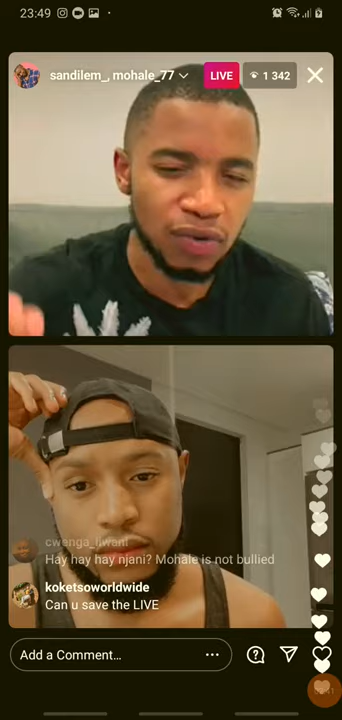 23:49
sandilem_, mohale_77
LIVE
1 342
cwenga_liwani
Hay hay hay njani? Mohale is not bullied
koketsoworldwide
Can u save the LIVE
Add a Comment...